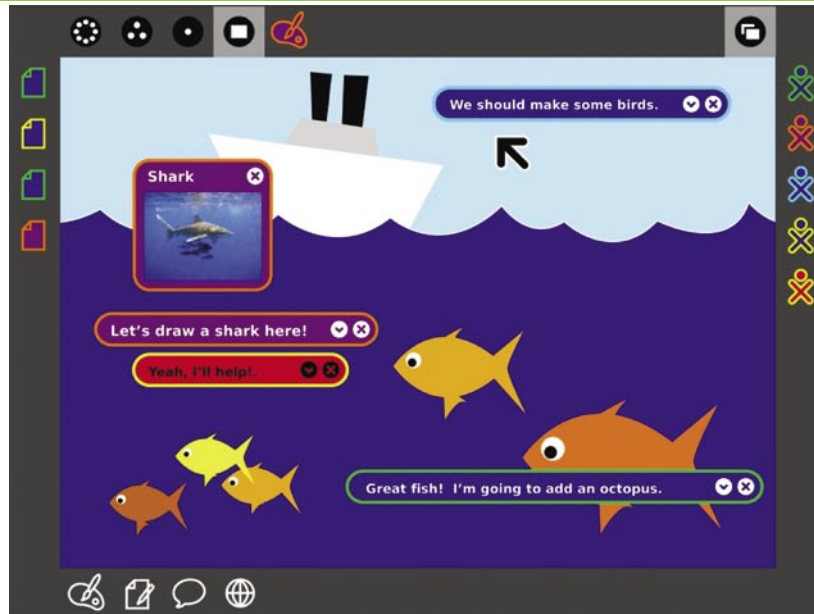 We should make some birds.
Shark
Let's draw a shark here!
Yeah, I'll help!.
Great fish! I'm going to add an octopus.